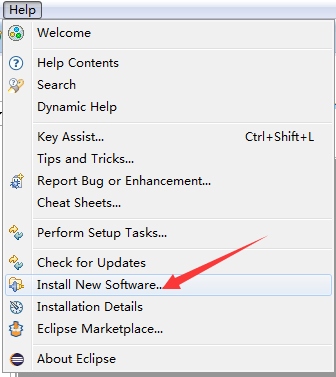 Help
Welcome
Help Contents
Search
Dynamic Help
Key Assist... Ctrl+Shift+L
Tips and Tricks...
Report Bug or Enhancement...
Cheat Sheets...
Perform Setup Tasks...
Check for Updates
Install New Software...
Installation Details
Eclipse Marketplace...
About Eclipse